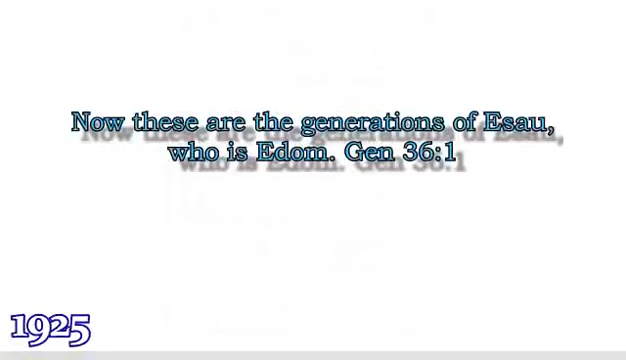 Now these are the generations of Esau,
who is Edom. Gen 36:1
1925